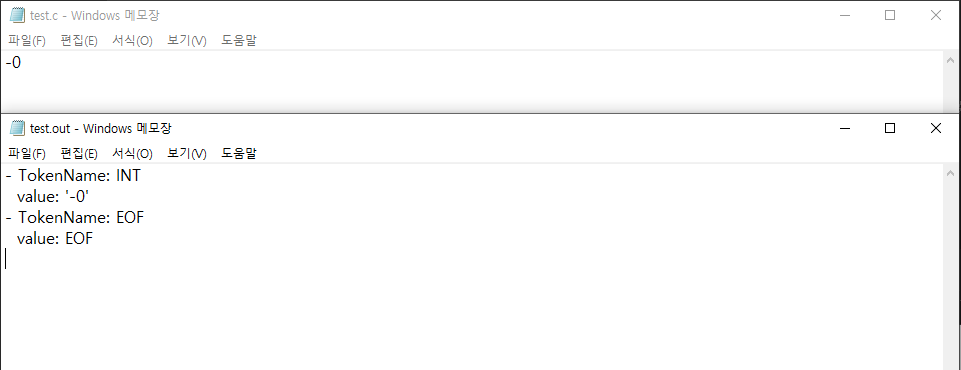 test.c - Windows 메모장
파일(F) 편집(E) 서식(O) 보기(V) 도움말
-0
test.out - Windows 메모장
파일(F) 편집(E) 서식(O) 보기(V) 도움말
- TokenName: INT
value: '-0'
- TokenName: EOF
value: EOF